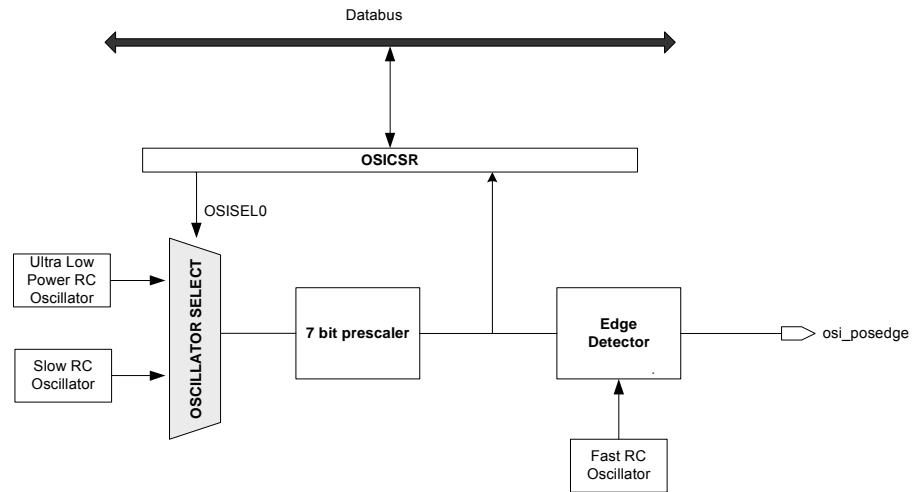 Databus
OSICSR
OSISEL0
Ultra Low
Power RC
Oscillator
OSCILLATOR SELECT
7 bit prescaler
Edge
Detector
osi_posedge
Slow RC
Oscillator
Fast RC
Oscillator